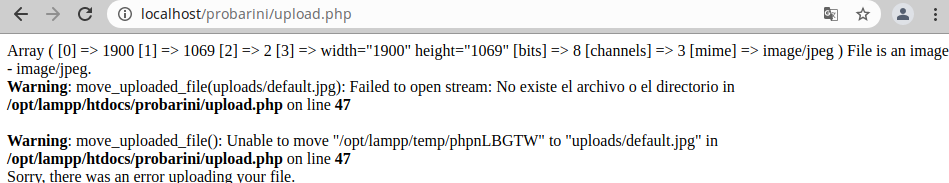 localhost/probarini/upload.php
Array ( [0] => 1900 [1] => 1069 [2] => 2 [3] => width="1900" height="1069" [bits] => 8 [channels] => 3 [mime] => image/jpeg ) File is an image
- image/jpeg.
Warning: move_uploaded_file(uploads/default.jpg): Failed to open stream: No existe el archivo o el directorio in
/opt/lampp/htdocs/probarini/upload.php on line 47
Warning: move_uploaded_file(): Unable to move "/opt/lampp/temp/phpnLBGTW" to "uploads/default.jpg" in
/opt/lampp/htdocs/probarini/upload.php on line 47
Sorry, there was an error uploading your file.